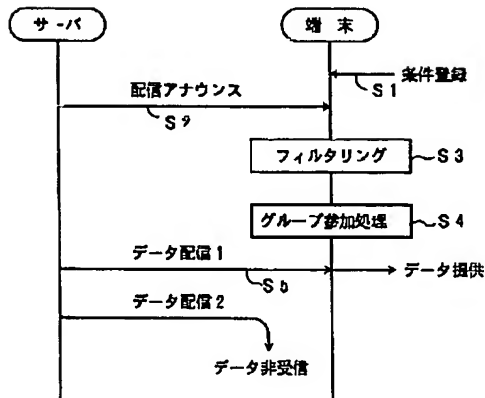 サーバ
端末
条件登録
S1
配信アナウンス
S2
フィルタリング
S3
グループ参加処理
S4
データ配信1
S5
データ提供
データ配信2
データ非受信